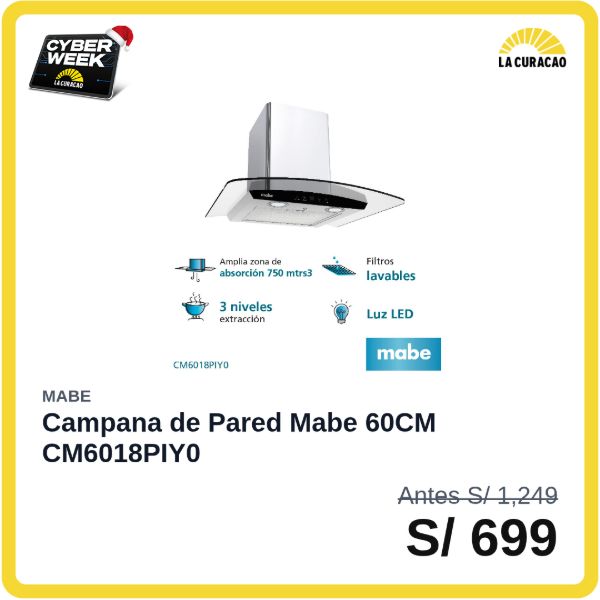 CYBER
WEEK
LA CURACAO
LA CURACAO
mabe
Amplia zona de
absorción 750 mtrs3
Filtros
lavables
3 niveles
extracción
Luz LED
mabe
CM6018PIY0
MABE
Campana de Pared Mabe 60CM
CM6018PIY0
Antes S/ 1,249
S/ 699